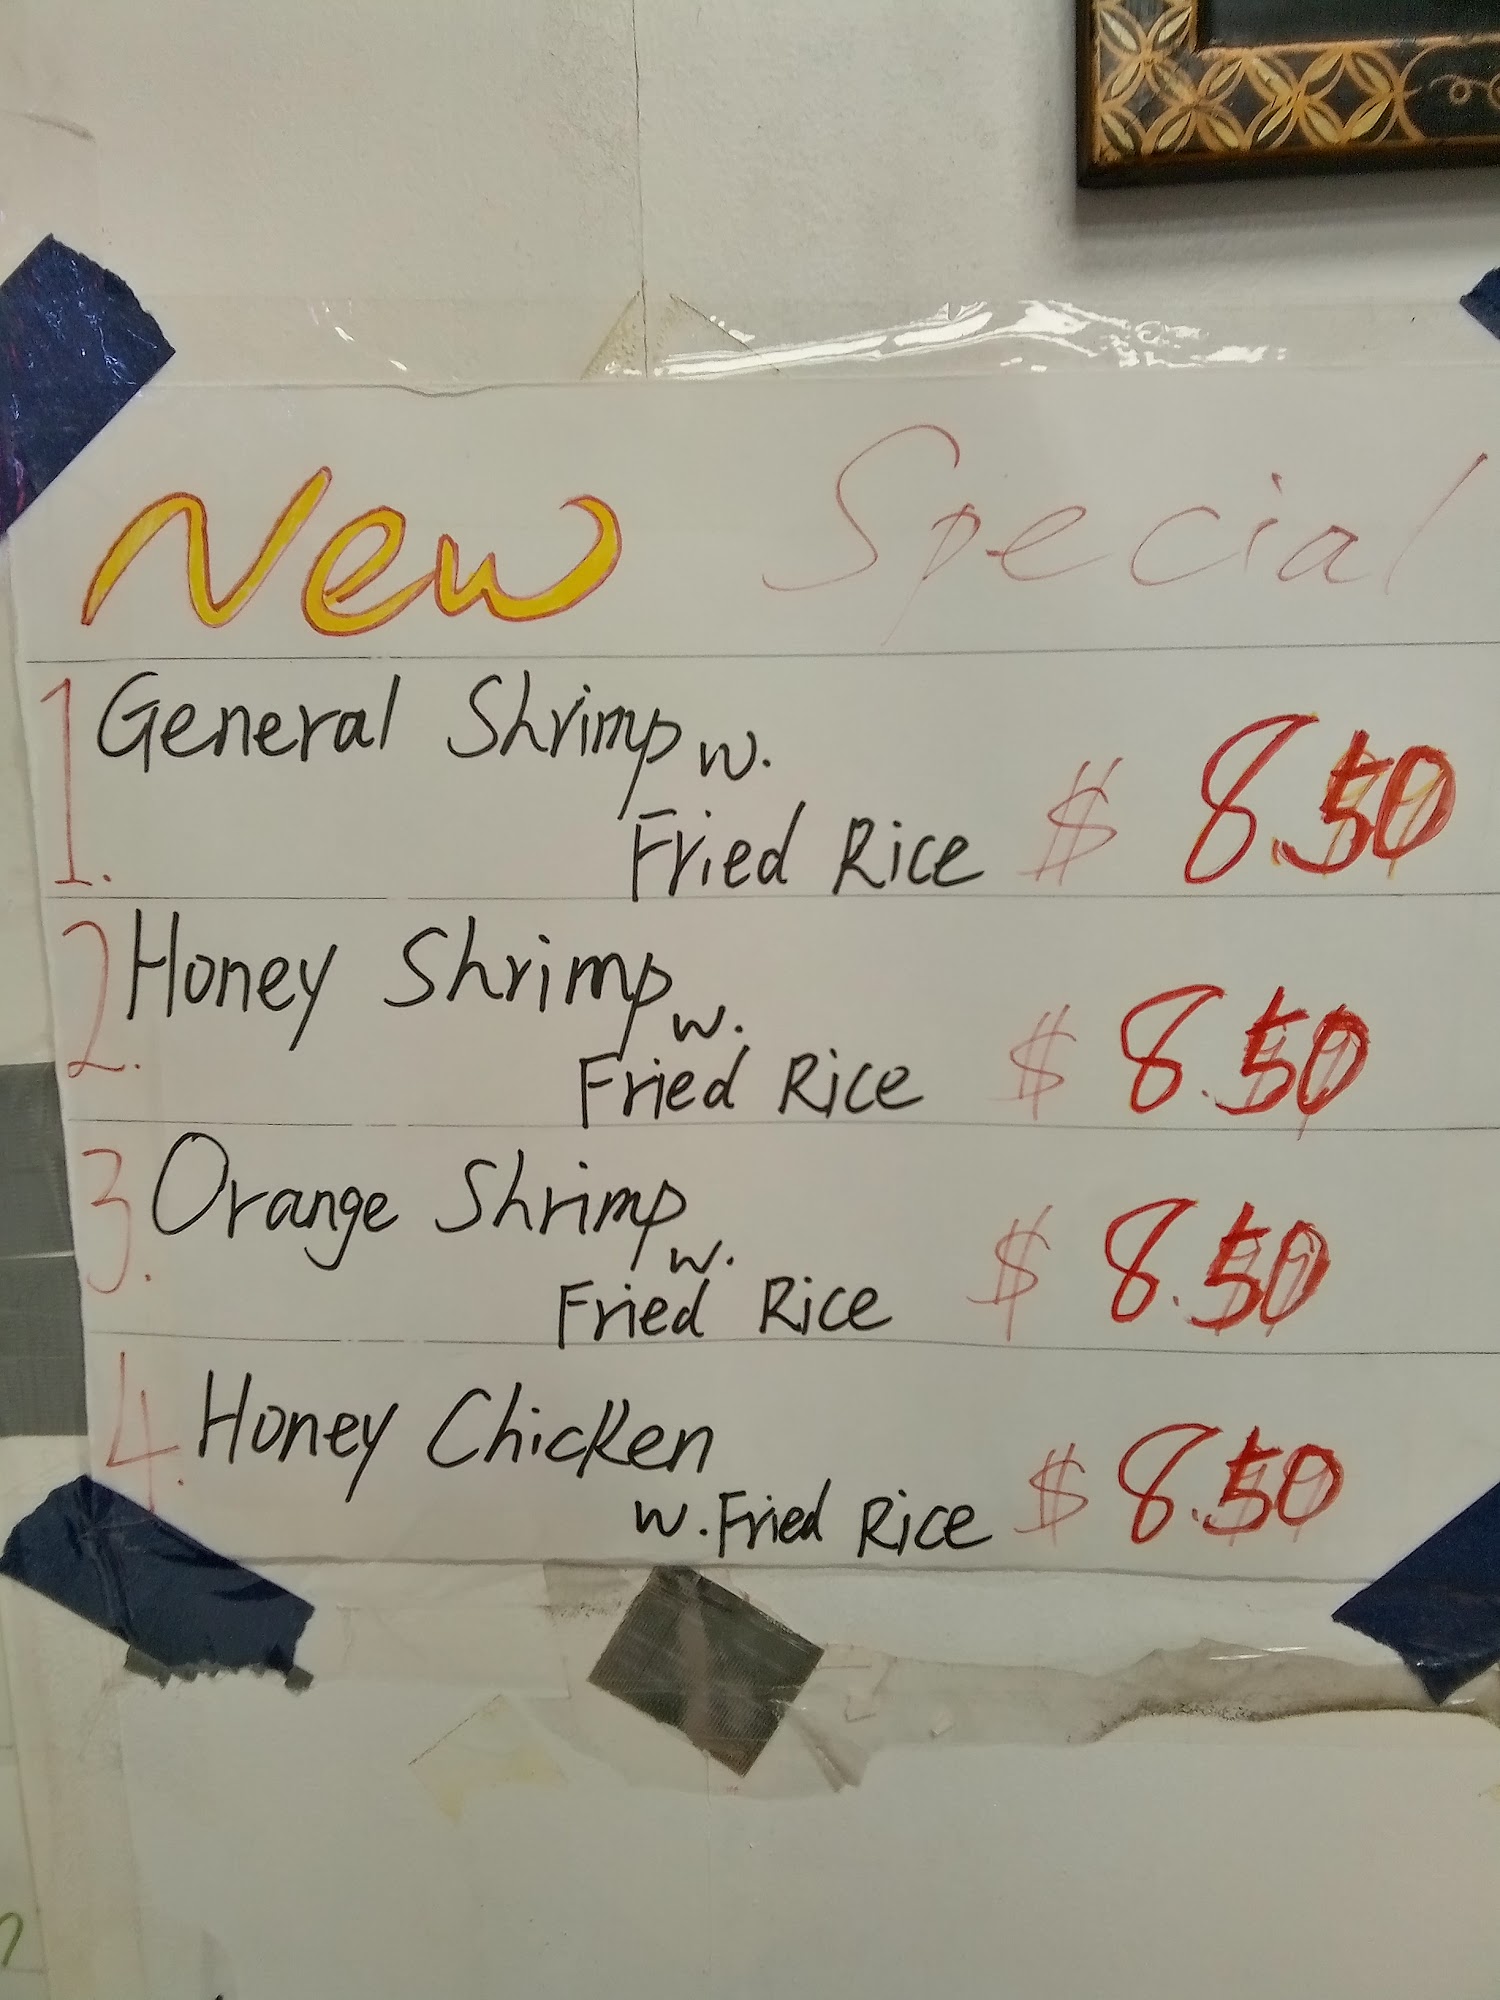 New Special
1. General Shrimp w.
Fried Rice $ 8.50
2. Honey Shrimp w.
Fried Rice $ 8.50
3. Orange Shrimp w.
Fried Rice $ 8.50
4. Honey Chicken
w. Fried Rice $ 8.50